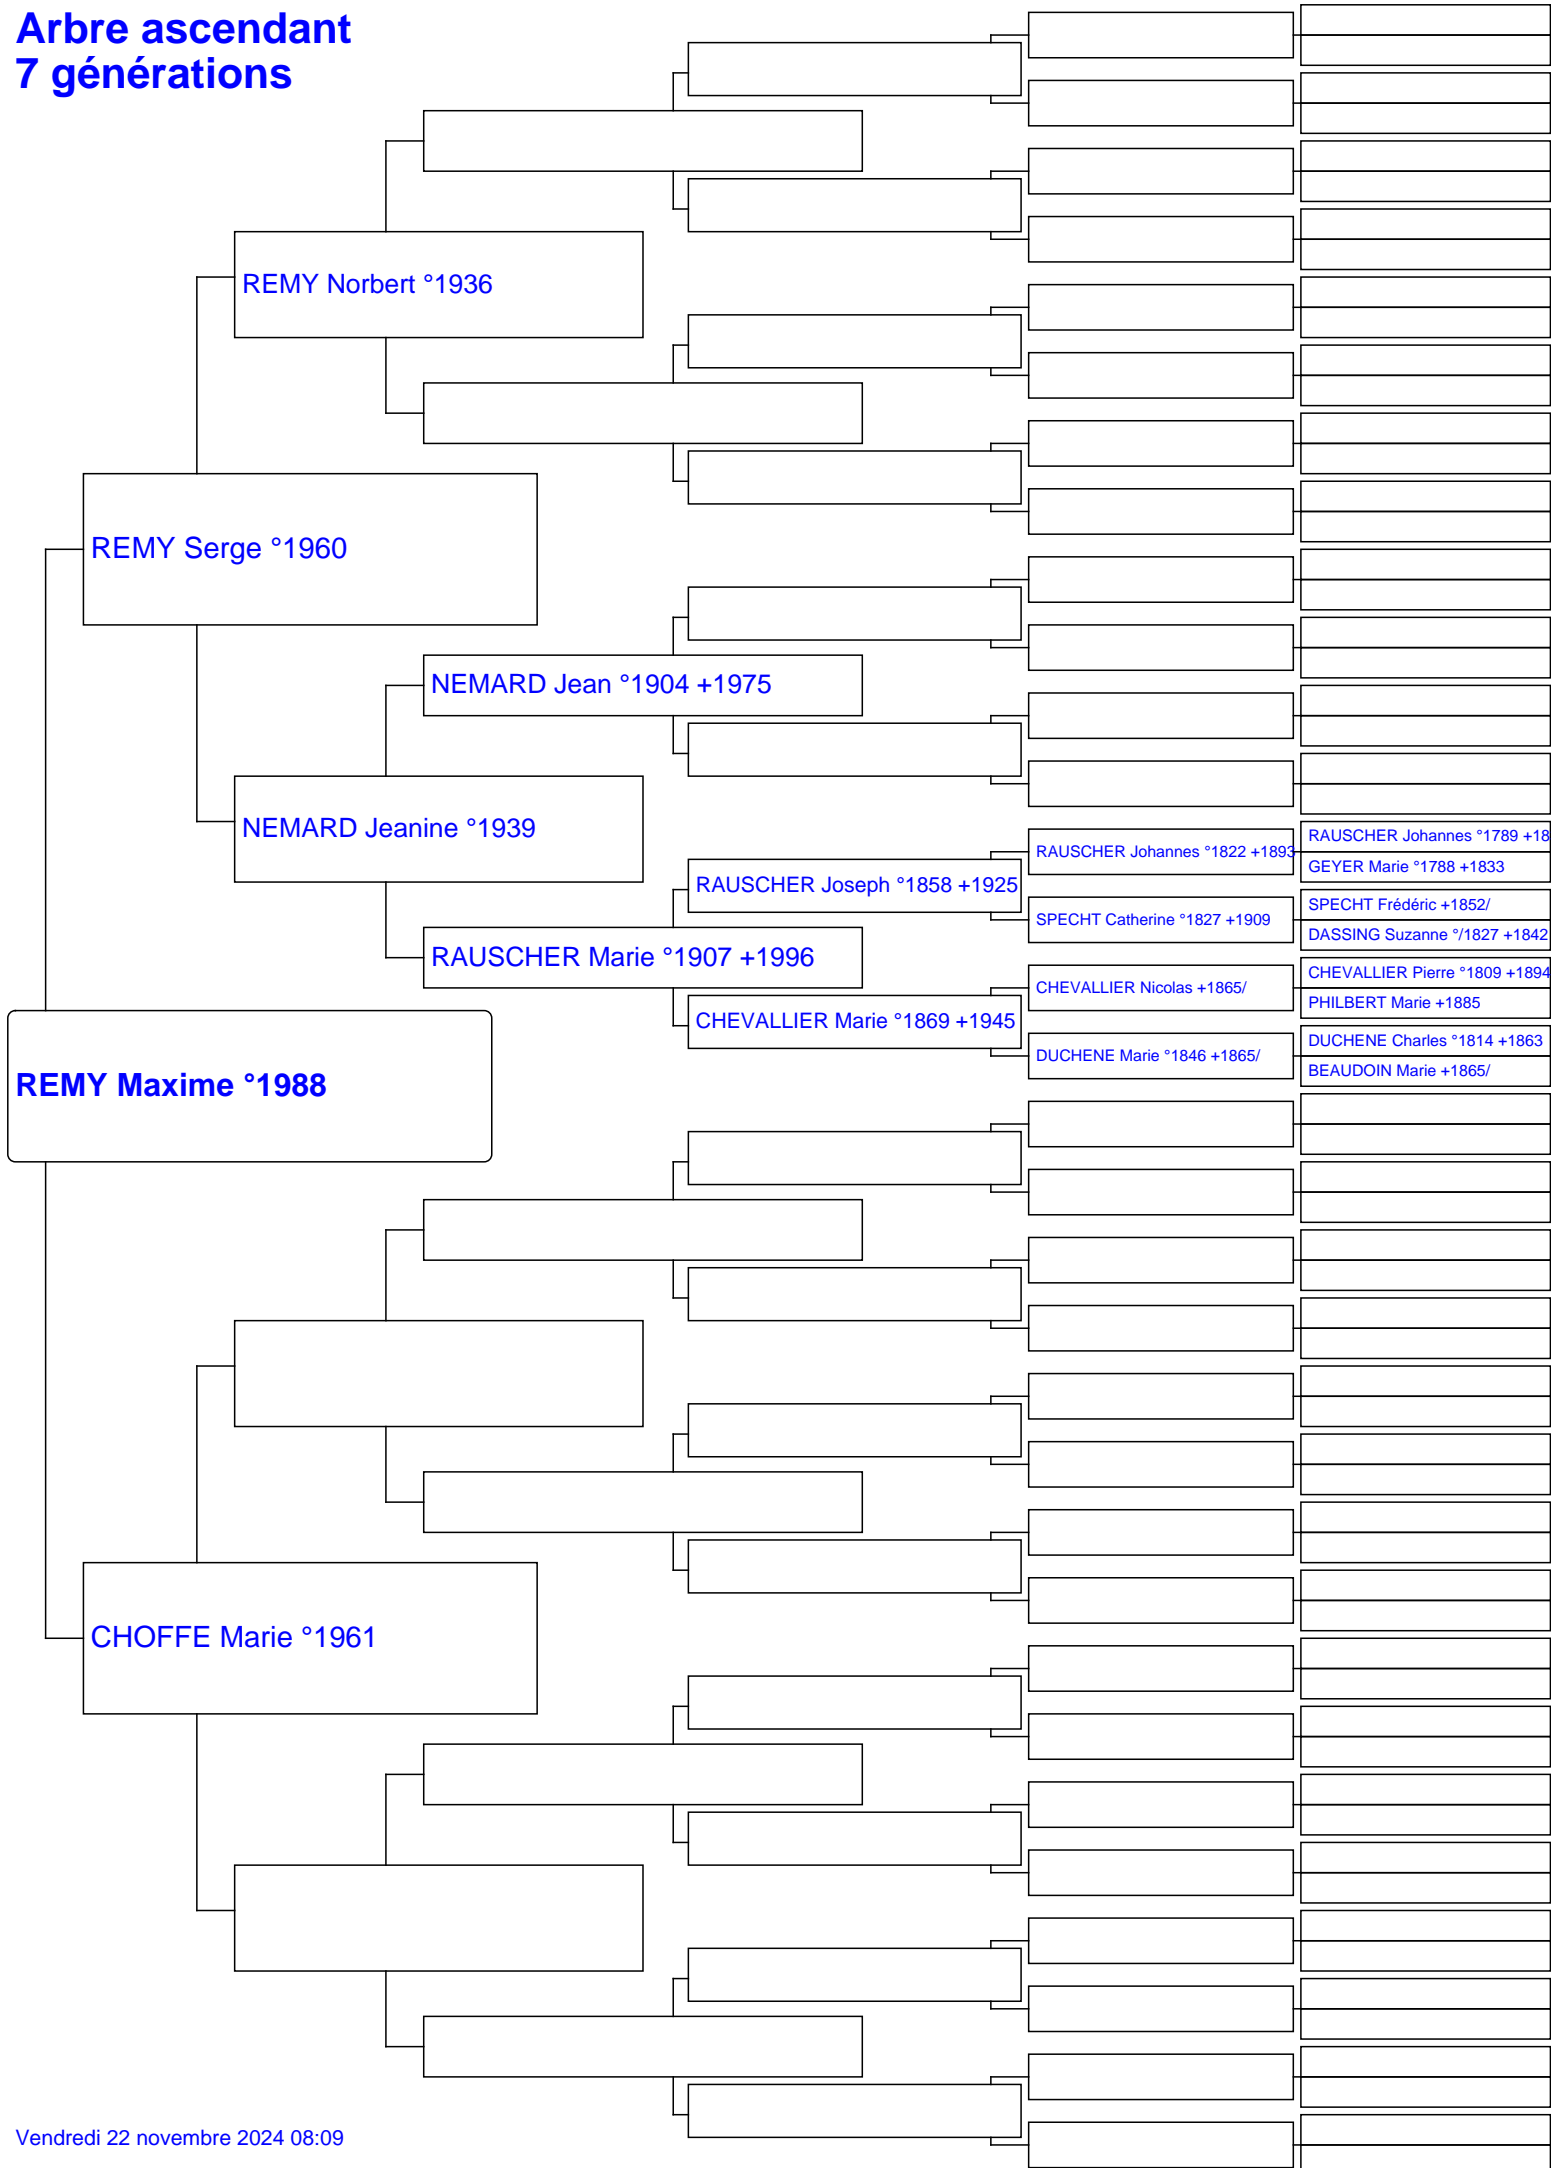 Arbre ascendant
7 générations
REMY Norbert °1936
REMY Serge °1960
NEMARD Jean °1904 +1975
NEMARD Jeanine °1939
RAUSCHER Johannes °1789 +18
RAUSCHER Johannes °1822 +1893
GEYER Marie °1788 +1833
RAUSCHER Joseph °1858 +1925
SPECHT Frédéric +1852/
SPECHT Catherine °1827 +1909
DASSING Suzanne °/1827 +1842
RAUSCHER Marie °1907 +1996
CHEVALLIER Pierre °1809 +1894
CHEVALLIER Nicolas +1865/
PHILBERT Marie +1885
CHEVALLIER Marie °1869 +1945
DUCHENE Charles °1814 +1863
DUCHENE Marie °1846 +1865/
BEAUDOIN Marie +1865/
REMY Maxime °1988
CHOFFE Marie °1961
Vendredi 22 novembre 2024 08:09